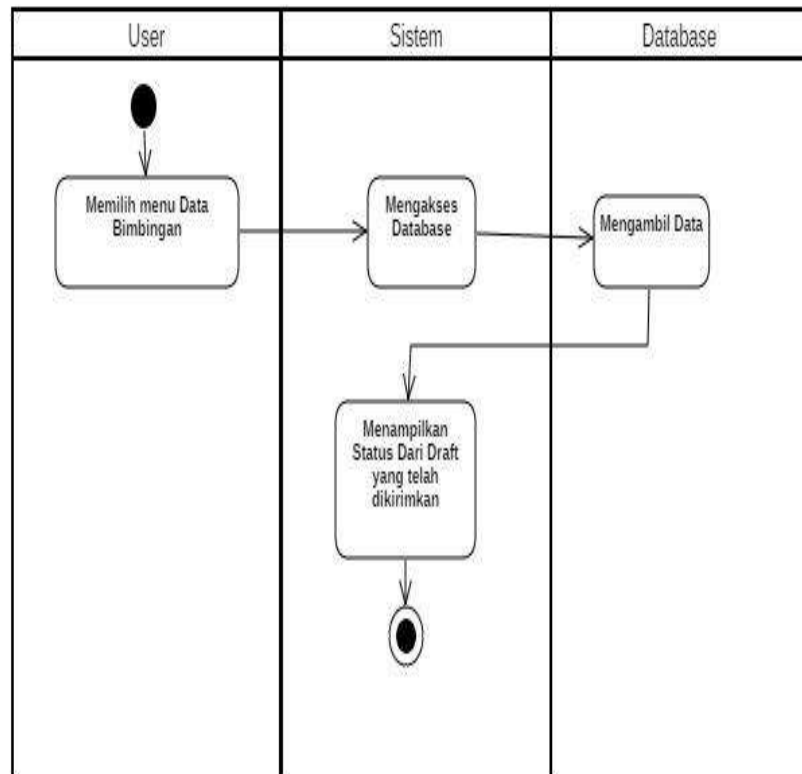 User
Sistem
Database
Memilih menu Data
Bimbingan
Mengakses
Database
Mengambil Data
Menampilkan
Status Dari Draft
yang telah
dikirimkan